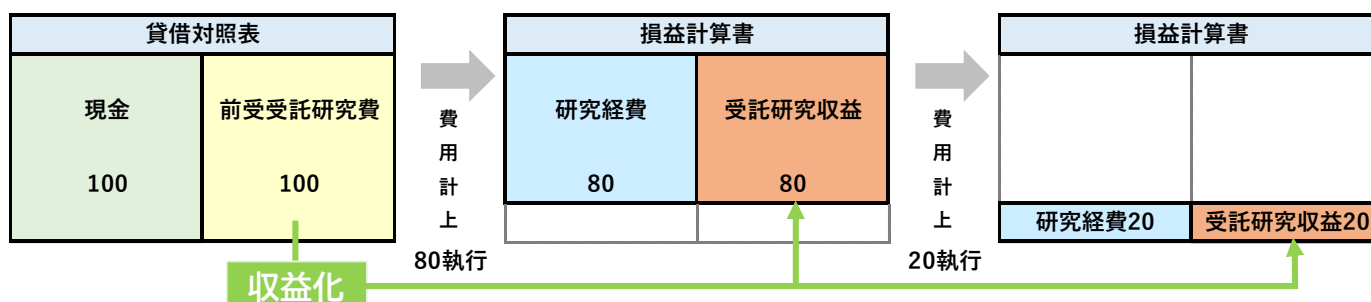 貸借対照表
現金
100
前受受託研究費
100
収益化
費用計上
80執行
損益計算書
研究経費
80
受託研究収益
80
費用計上
20執行
損益計算書
研究経費20
受託研究収益20